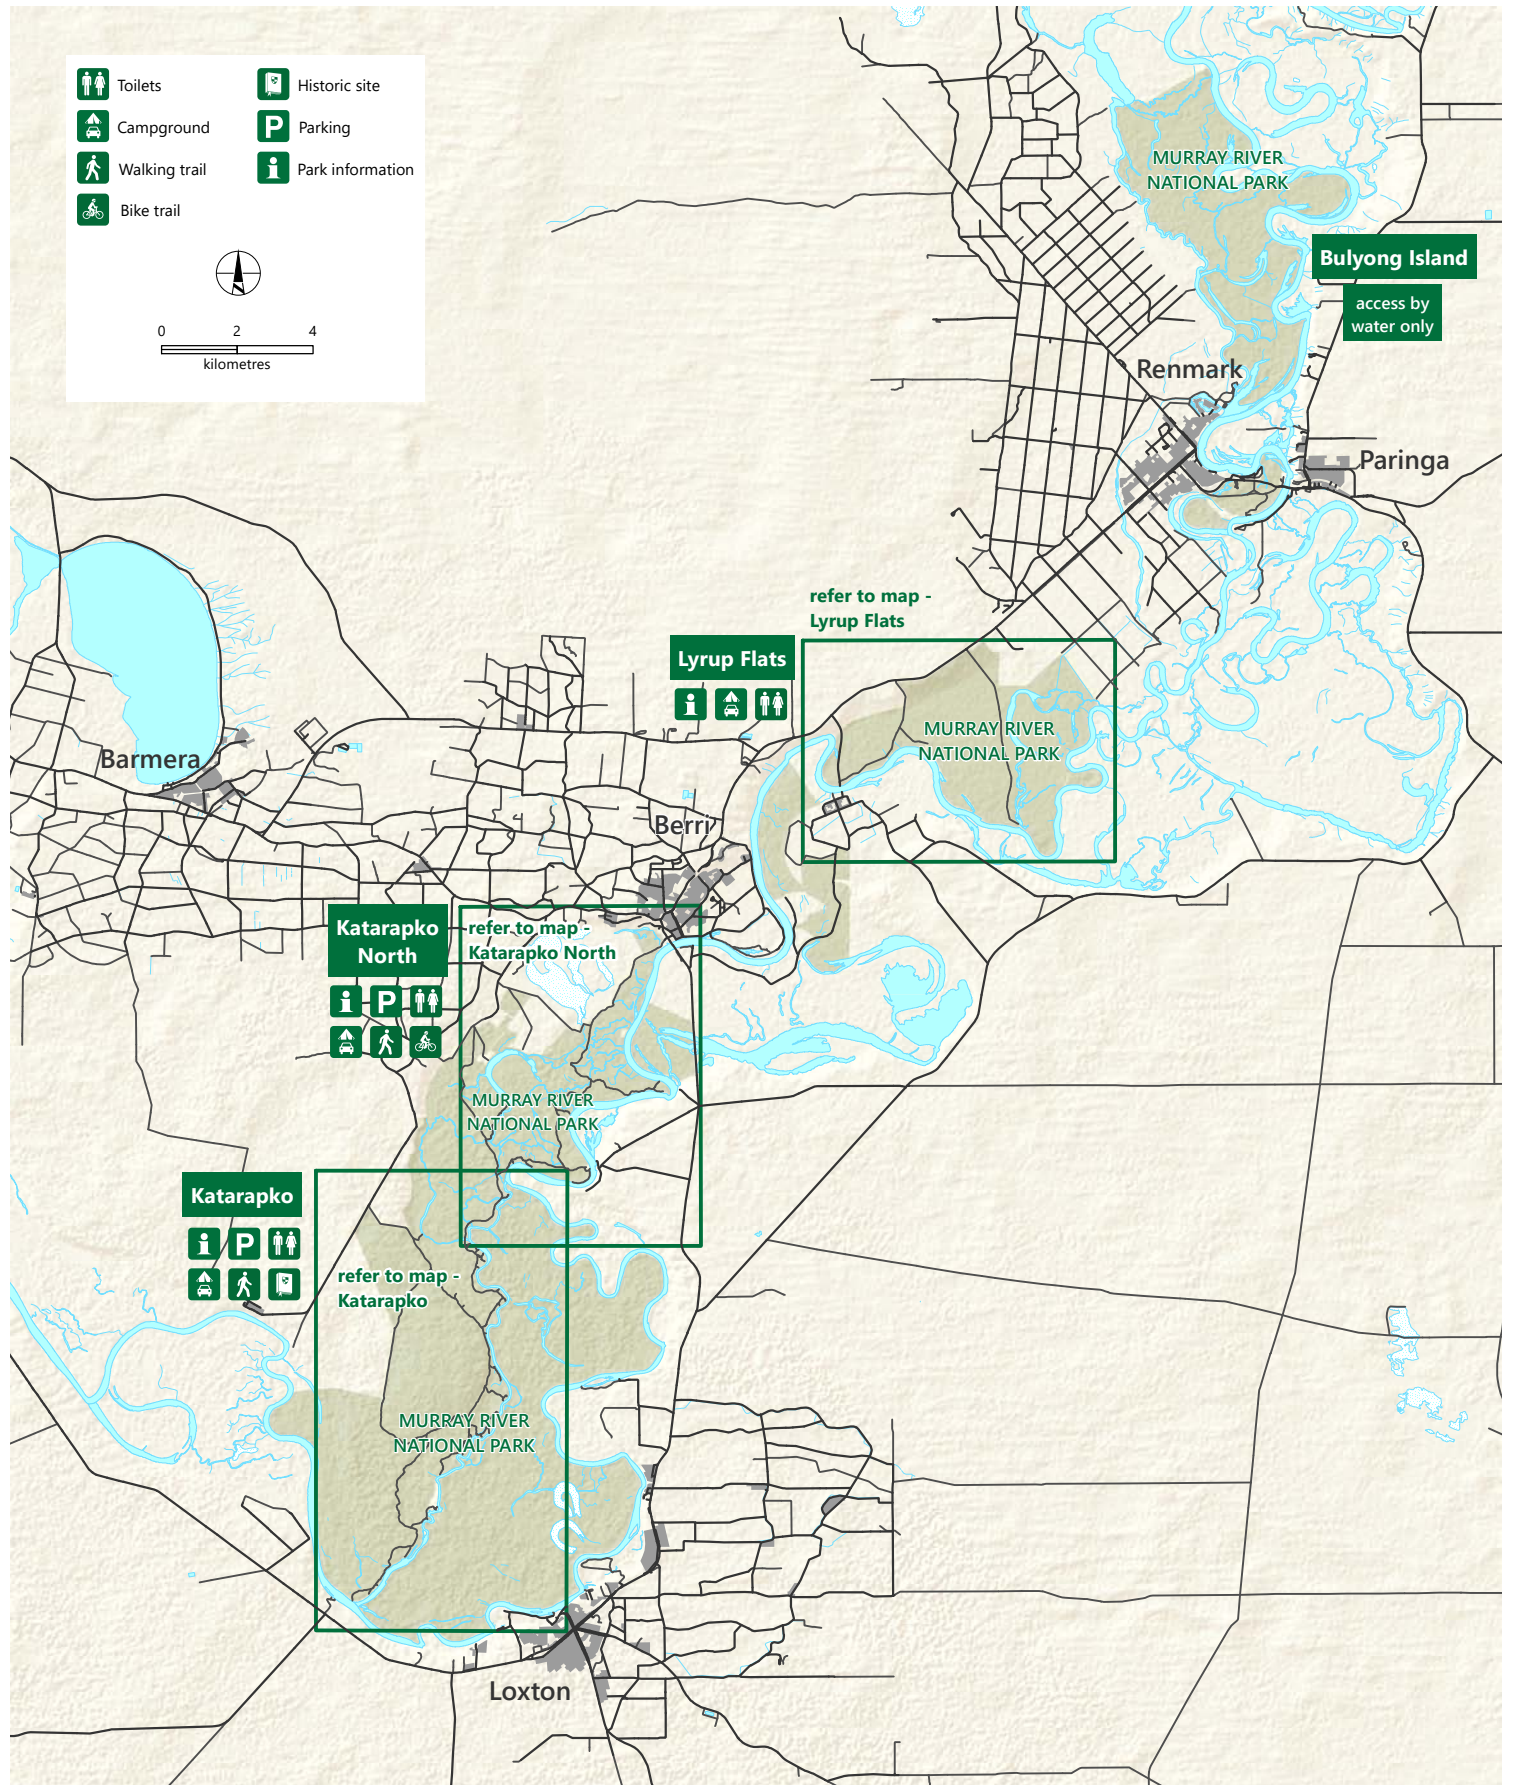 Toilets
Historic site
Campground
P
Parking
Walking trail
Park information
Bike trail
0 2 4
kilometres
MURRAY RIVER
NATIONAL PARK
Bulyong Island
access by
water only
Renmark
Paringa
refer to map -
Lyrup Flats
Lyrup Flats
MURRAY RIVER
NATIONAL PARK
Barmera
Berri
Katarapko
North
refer to map -
Katarapko North
P
MURRAY RIVER
NATIONAL PARK
Katarapko
P
refer to map -
Katarapko
MURRAY RIVER
NATIONAL PARK
Loxton